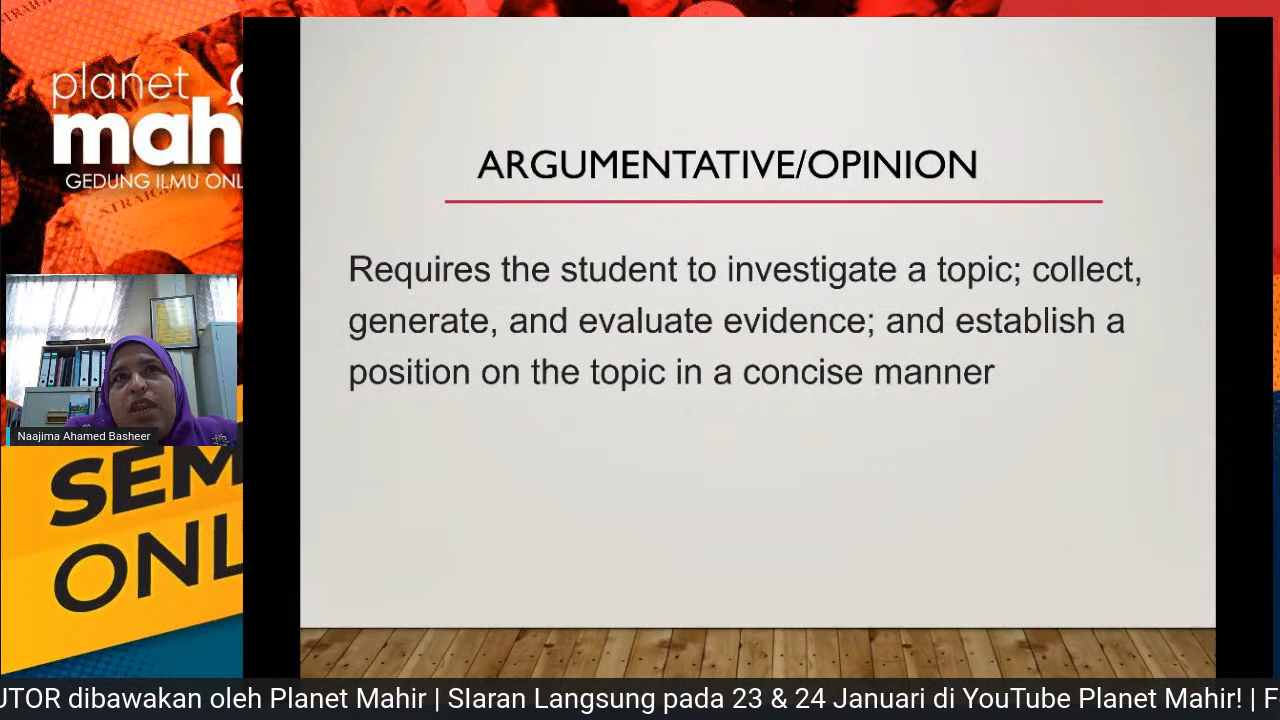 planet
mah
GEDUNG ILMU ONL
Naajima Ahamed Basheer
SEM
ONL
ARGUMENTATIVE/OPINION
Requires the student to investigate a topic; collect,
generate, and evaluate evidence; and establish a
position on the topic in a concise manner
UTOR dibawakan oleh Planet Mahir | SIaran Langsung pada 23 & 24 Januari di YouTube Planet Mahir! | F